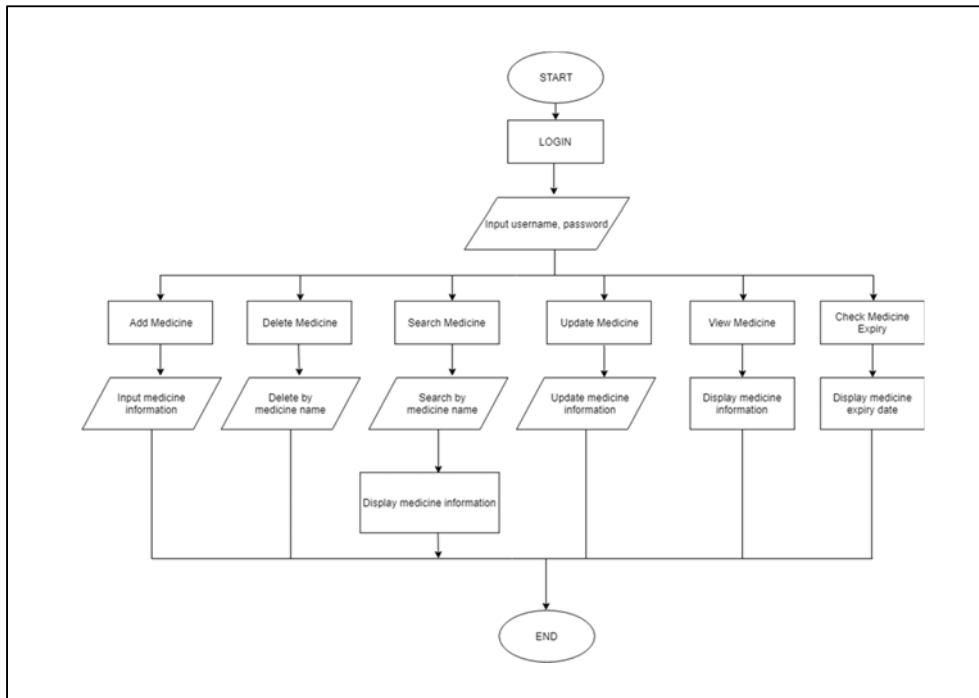 START
LOGIN
Input username, password
Add Medicine
Delete Medicine
Search Medicine
Update Medicine
View Medicine
Check Medicine
Expiry
Input medicine
information
Delete by
medicine name
Search by
medicine name
Update medicine
information
Display medicine
information
Display medicine
expiry date
Display medicine information
END